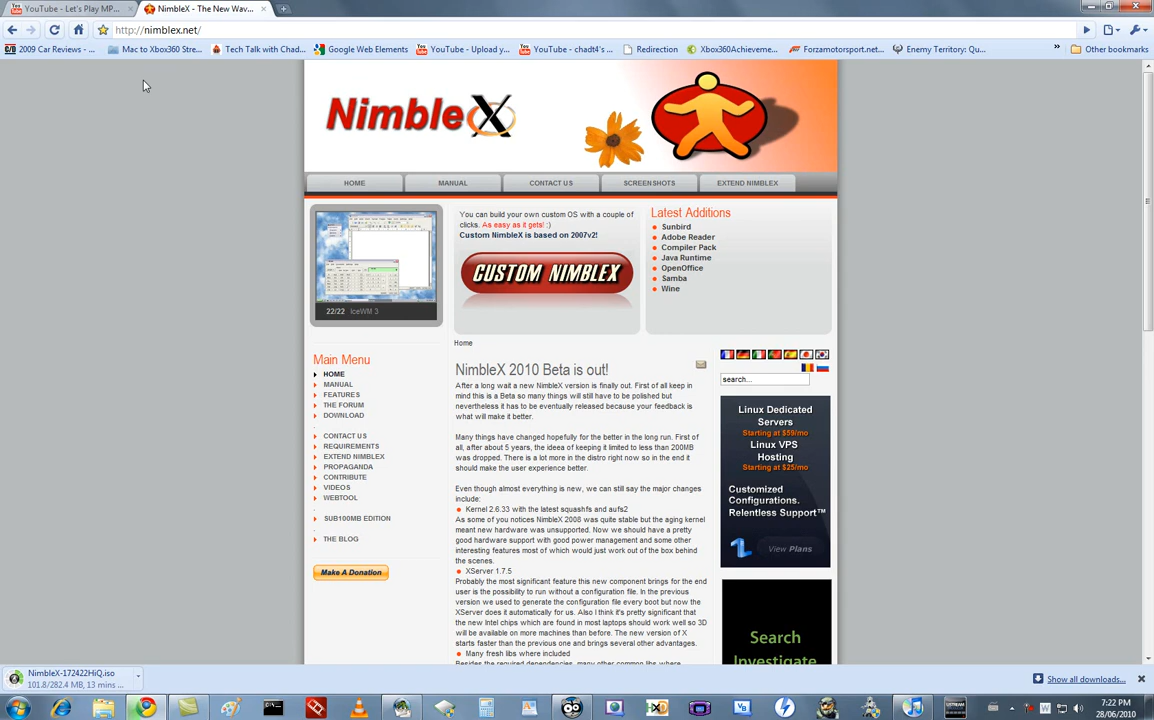 YouTube - Let's Play MP...
NimbleX - The New Wav...
http://nimblex.net/
2009 Car Reviews - ...
Mac to Xbox360 Stre...
Tech Talk with Chad...
Google Web Elements
YouTube - Upload y...
YouTube - chadt4's ...
Redirection
Xbox360Achieveme...
Forzamotorsport.net...
Enemy Territory: Qu...
»
Other bookmarks
NimbleX
HOME
MANUAL
CONTACT US
SCREENSHOTS
EXTEND NIMBLEX
22/22 IceWM 3
You can build your own custom OS with a couple of
clicks. As easy as it gets! ;)
Custom NimbleX is based on 2007v2!
CUSTOM NIMBLEX
Latest Additions
Sunbird
Adobe Reader
Compiler Pack
Java Runtime
OpenOffice
Samba
Wine
Main Menu
HOME
MANUAL
FEATURES
THE FORUM
DOWNLOAD
.
CONTACT US
REQUIREMENTS
EXTEND NIMBLEX
PROPAGANDA
CONTRIBUTE
VIDEOS
WEBTOOL
.
SUB100MB EDITION
.
THE BLOG
Make A Donation
Home
NimbleX 2010 Beta is out!
After a long wait a new NimbleX version is finally out. First of all keep in
mind this is a Beta so many things will still have to be polished but
nevertheless it has to be eventually released because your feedback is
what will make it better.
Many things have changed hopefully for the better in the long run. First
of all, after about 5 years, the ideea of keeping it limited to less than 200MB
was dropped. There is a lot more in the distro right now so in the end it
should make the user experience better.
Even though almost everything is new, we can still say the major changes
include:
Kernel 2.6.33 with the latest squashfs and aufs2
As some of you notices NimbleX 2008 was quite stable but the aging kernel
meant new hardware was unsupported. Now we should have a pretty
good hardware support with good power management and some other
interesting features most of which would just work out of the box behind
the scenes.
XServer 1.7.5
Probably the most significant feature this new component brings for the end
user is the possibility to run without a configuration file. In the previous
version we used to generate the configuration file every boot but now the
XServer does it automatically for us. Also I think it's pretty significant that
the new Intel chips which are found in most laptops should work well so 3D
will be available on more machines than before. The new version of X
starts faster than the previous one and brings several other advantages.
Many fresh libs where included
Besides the required dependencies, many other common libs where
search...
Linux Dedicated
Servers
Starting at $59/mo
Linux VPS
Hosting
Starting at $25/mo
Customized
Configurations.
Relentless Support™
View Plans
Search
Investigate
NimbleX-172422HiQ.iso
101.8/282.4 MB, 13 mins ...
Show all downloads...
7:22 PM
28/06/2010